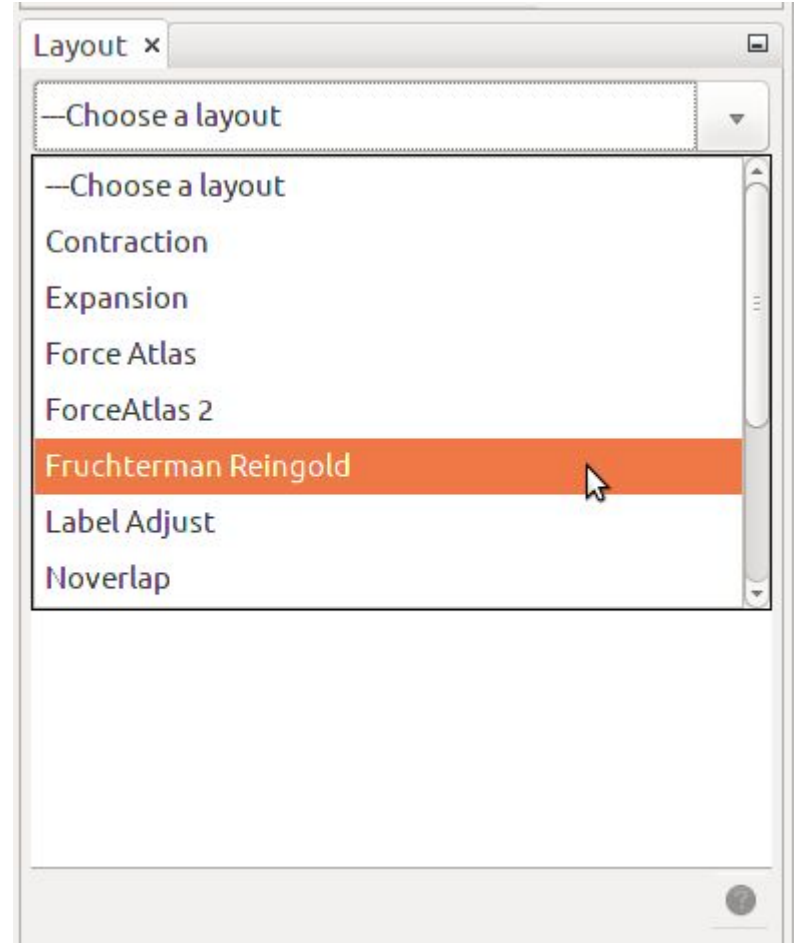 Layout ×
---Choose a layout
---Choose a layout
Contraction
Expansion
Force Atlas
ForceAtlas 2
Fruchterman Reingold
Label Adjust
Noverlap
?